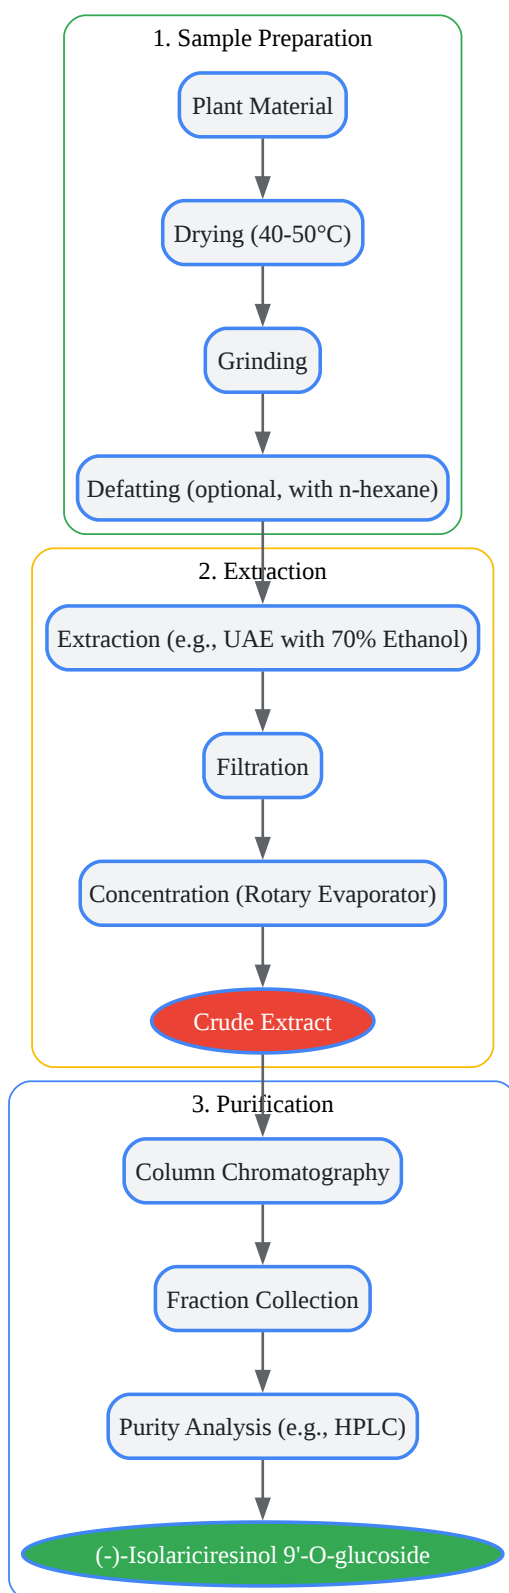 1. Sample Preparation
Plant Material
Drying (40-50°C)
Grinding
Defatting (optional, with n-hexane)
2. Extraction
Extraction (e.g., UAE with 70% Ethanol)
Filtration
Concentration (Rotary Evaporator)
Crude Extract
3. Purification
Column Chromatography
Fraction Collection
Purity Analysis (e.g., HPLC)
(-)-Isolariciresinol 9'-O-glucoside